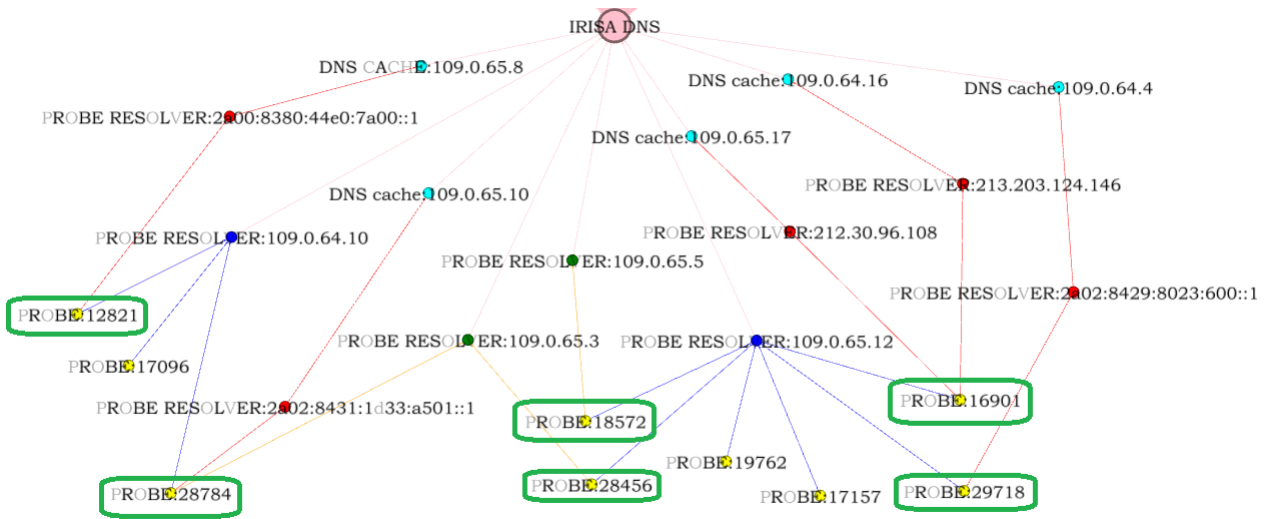 IRISA DNS
DNS CACHE:109.0.65.8
DNS cache:109.0.64.16
DNS cache:109.0.64.4
PROBE RESOLVER:2a00:8380:44e0:7a00::1
DNS cache:109.0.65.17
PROBE RESOLVER:213.203.124.146
DNS cache:109.0.65.10
PROBE RESOLVER:212.30.96.108
PROBE RESOLVER:109.0.64.10
PROBE RESOLVER:109.0.65.5
PROBE RESOLVER:2a02:8429:8023:600::1
PROBE:12821
PROBE RESOLVER:109.0.65.3
PROBE RESOLVER:109.0.65.12
PROBE:17096
PROBE:16901
PROBE RESOLVER:2a02:8431:1d33:a501::1
PROBE:18572
PROBE:19762
PROBE:28784
PROBE:28456
PROBE:17157
PROBE:29718